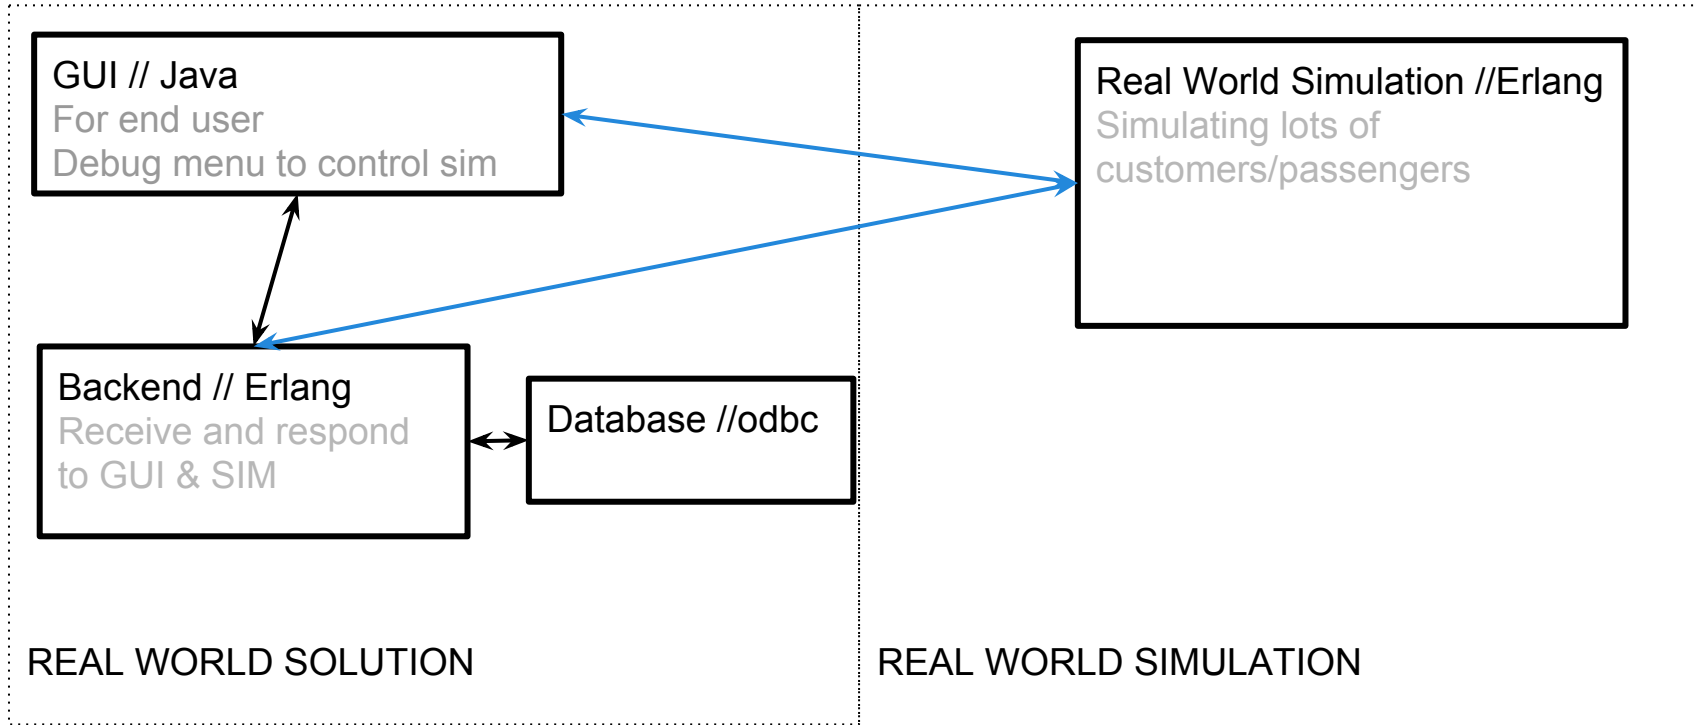 GUI // Java
For end user
Debug menu to control sim
Real World Simulation //Erlang
Simulating lots of
customers/passengers
Backend // Erlang
Receive and respond
to GUI & SIM
Database //odbc
REAL WORLD SOLUTION
REAL WORLD SIMULATION